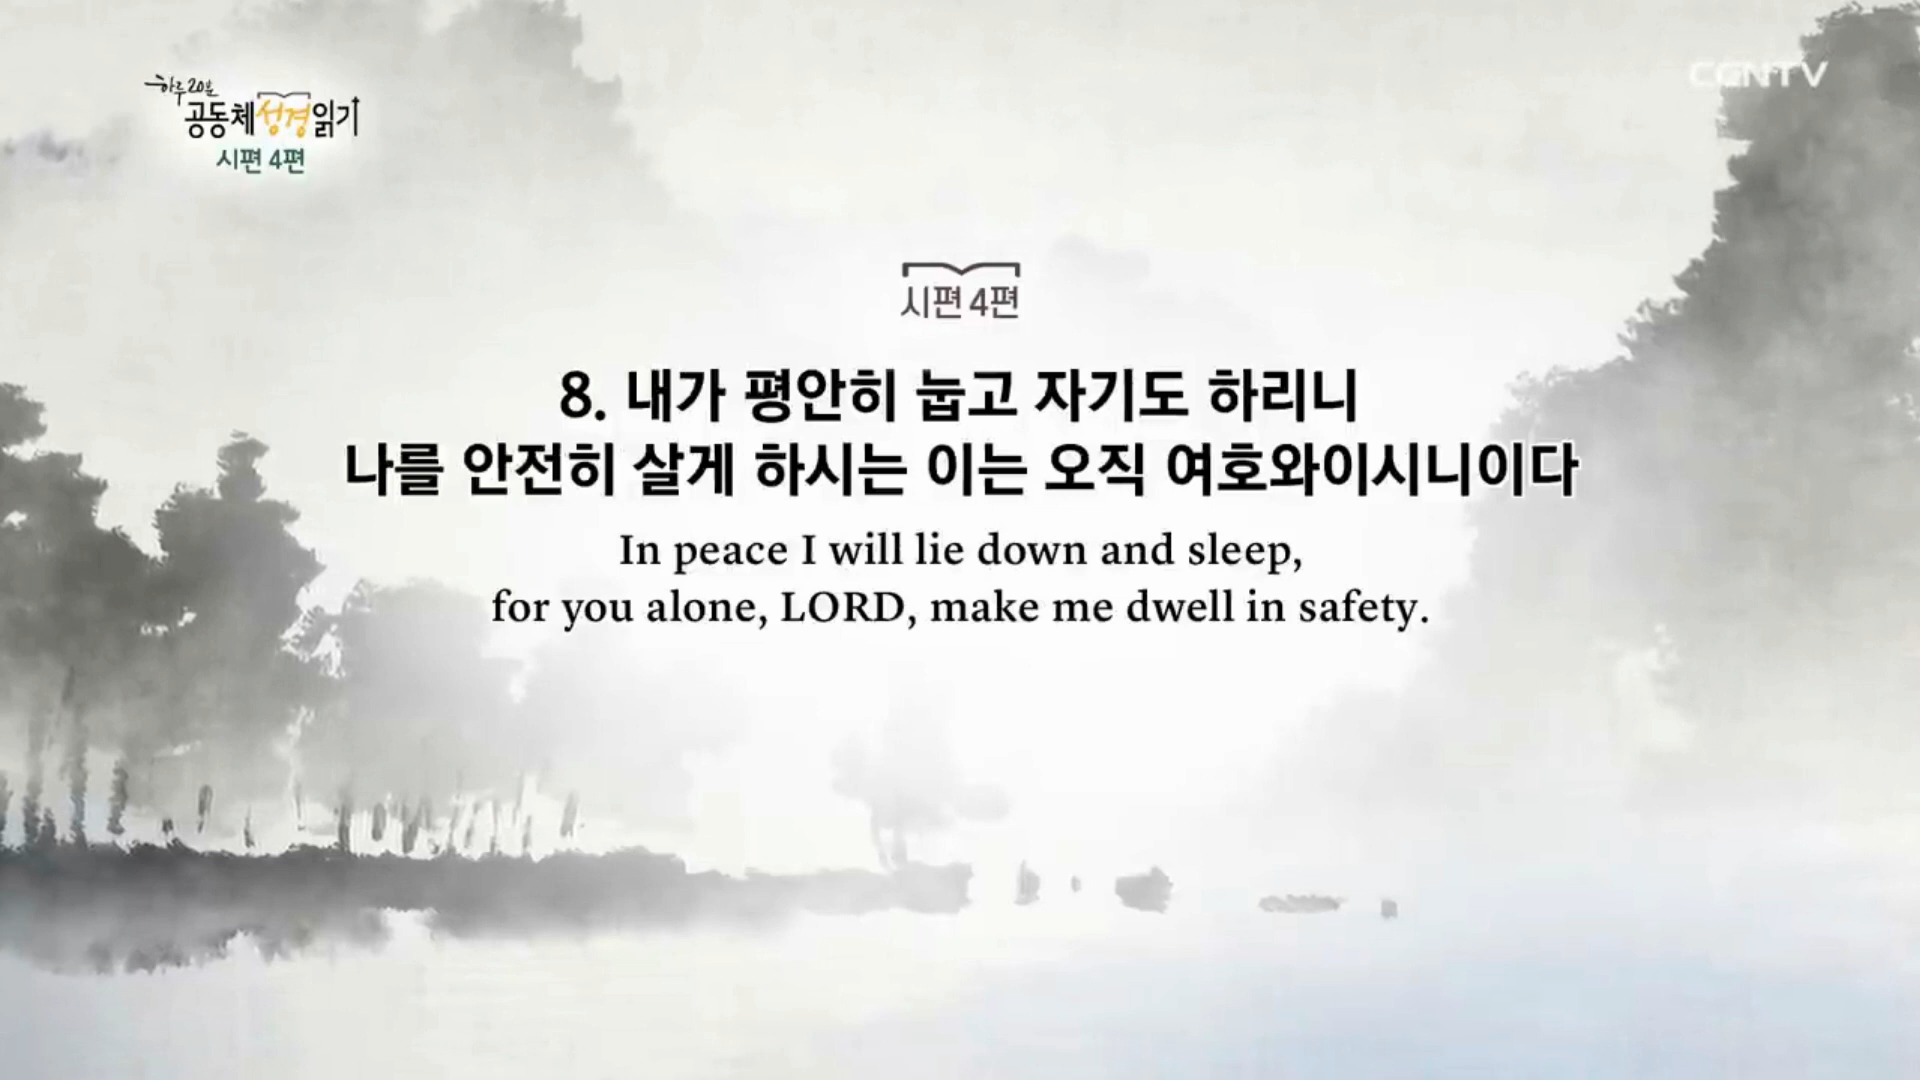 하루 20분
공동체성경읽기
시편 4편
CGNTV
시편 4편
8. 내가 평안히 눕고 자기도 하리니
나를 안전히 살게 하시는 이는 오직 여호와이시니이다
In peace I will lie down and sleep,
for you alone, LORD, make me dwell in safety.